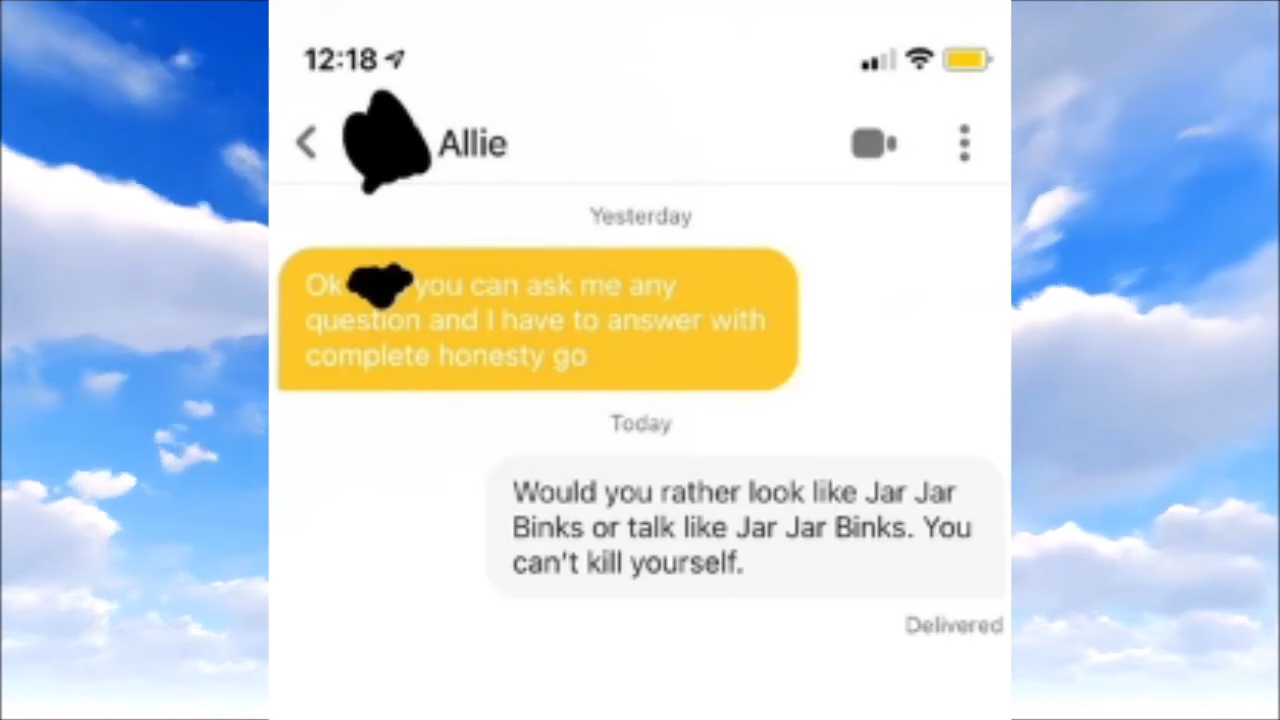 12:18
Allie
Yesterday
Ok you can ask me any
question and I have to answer with
complete honesty go
Today
Would you rather look like Jar Jar
Binks or talk like Jar Jar Binks. You
can't kill yourself.
Delivered